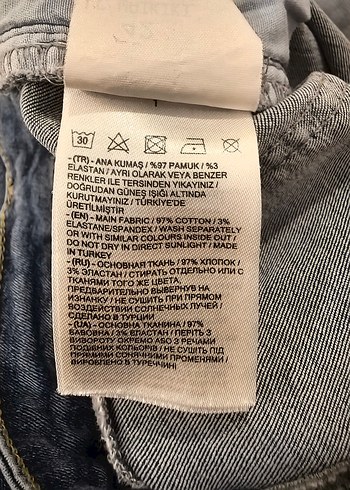 30
- (TR) - ANA KUMAŞ / %97 PAMUK / %3
ELASTAN / AYRI OLARAK VEYA BENZER
RENKLER İLE TERSİNDEN YIKAYINIZ /
DOĞRUDAN GÜNEŞ IŞIĞI ALTINDA
KURUTMAYINIZ / TÜRKİYE'DE
ÜRETİLMİŞTİR
- (EN) - MAIN FABRIC / 97% COTTON / 3%
ELASTANE/SPANDEX / WASH SEPARATELY
OR WITH SIMILAR COLOURS INSIDE OUT /
DO NOT DRY IN DIRECT SUNLIGHT / MADE
IN TURKEY
- (RU) - ОСНОВНАЯ ТКАНЬ / 97% ХЛОПОК /
3% ЭЛАСТАН / СТИРАТЬ ОТДЕЛЬНО ИЛИ С
ТКАНЯМИ ТОГО ЖЕ ЦВЕТА,
ПРЕДВАРИТЕЛЬНО ВЫВЕРНУВ НА
ИЗНАНКУ / НЕ СУШИТЬ ПРИ ПРЯМОМ
ВОЗДЕЙСТВИИ СОЛНЕЧНЫХ ЛУЧЕЙ /
СДЕЛАНО В ТУРЦИИ
- (UA) - ОСНОВНА ТКАНИНА / 97%
БАВОВНА / 3% ЕЛАСТАН / ПЕРІТЬ З
ВИВОРОТУ ОКРЕМО АБО З РЕЧАМИ
ПОДІБНИХ КОЛЬОРІВ / НЕ СУШІТЬ ПІД
ПРЯМИМИ СОНЯЧНИМИ ПРОМЕНЯМИ /
ВИРОБЛЕНО В ТУРЕЧЧИНІ